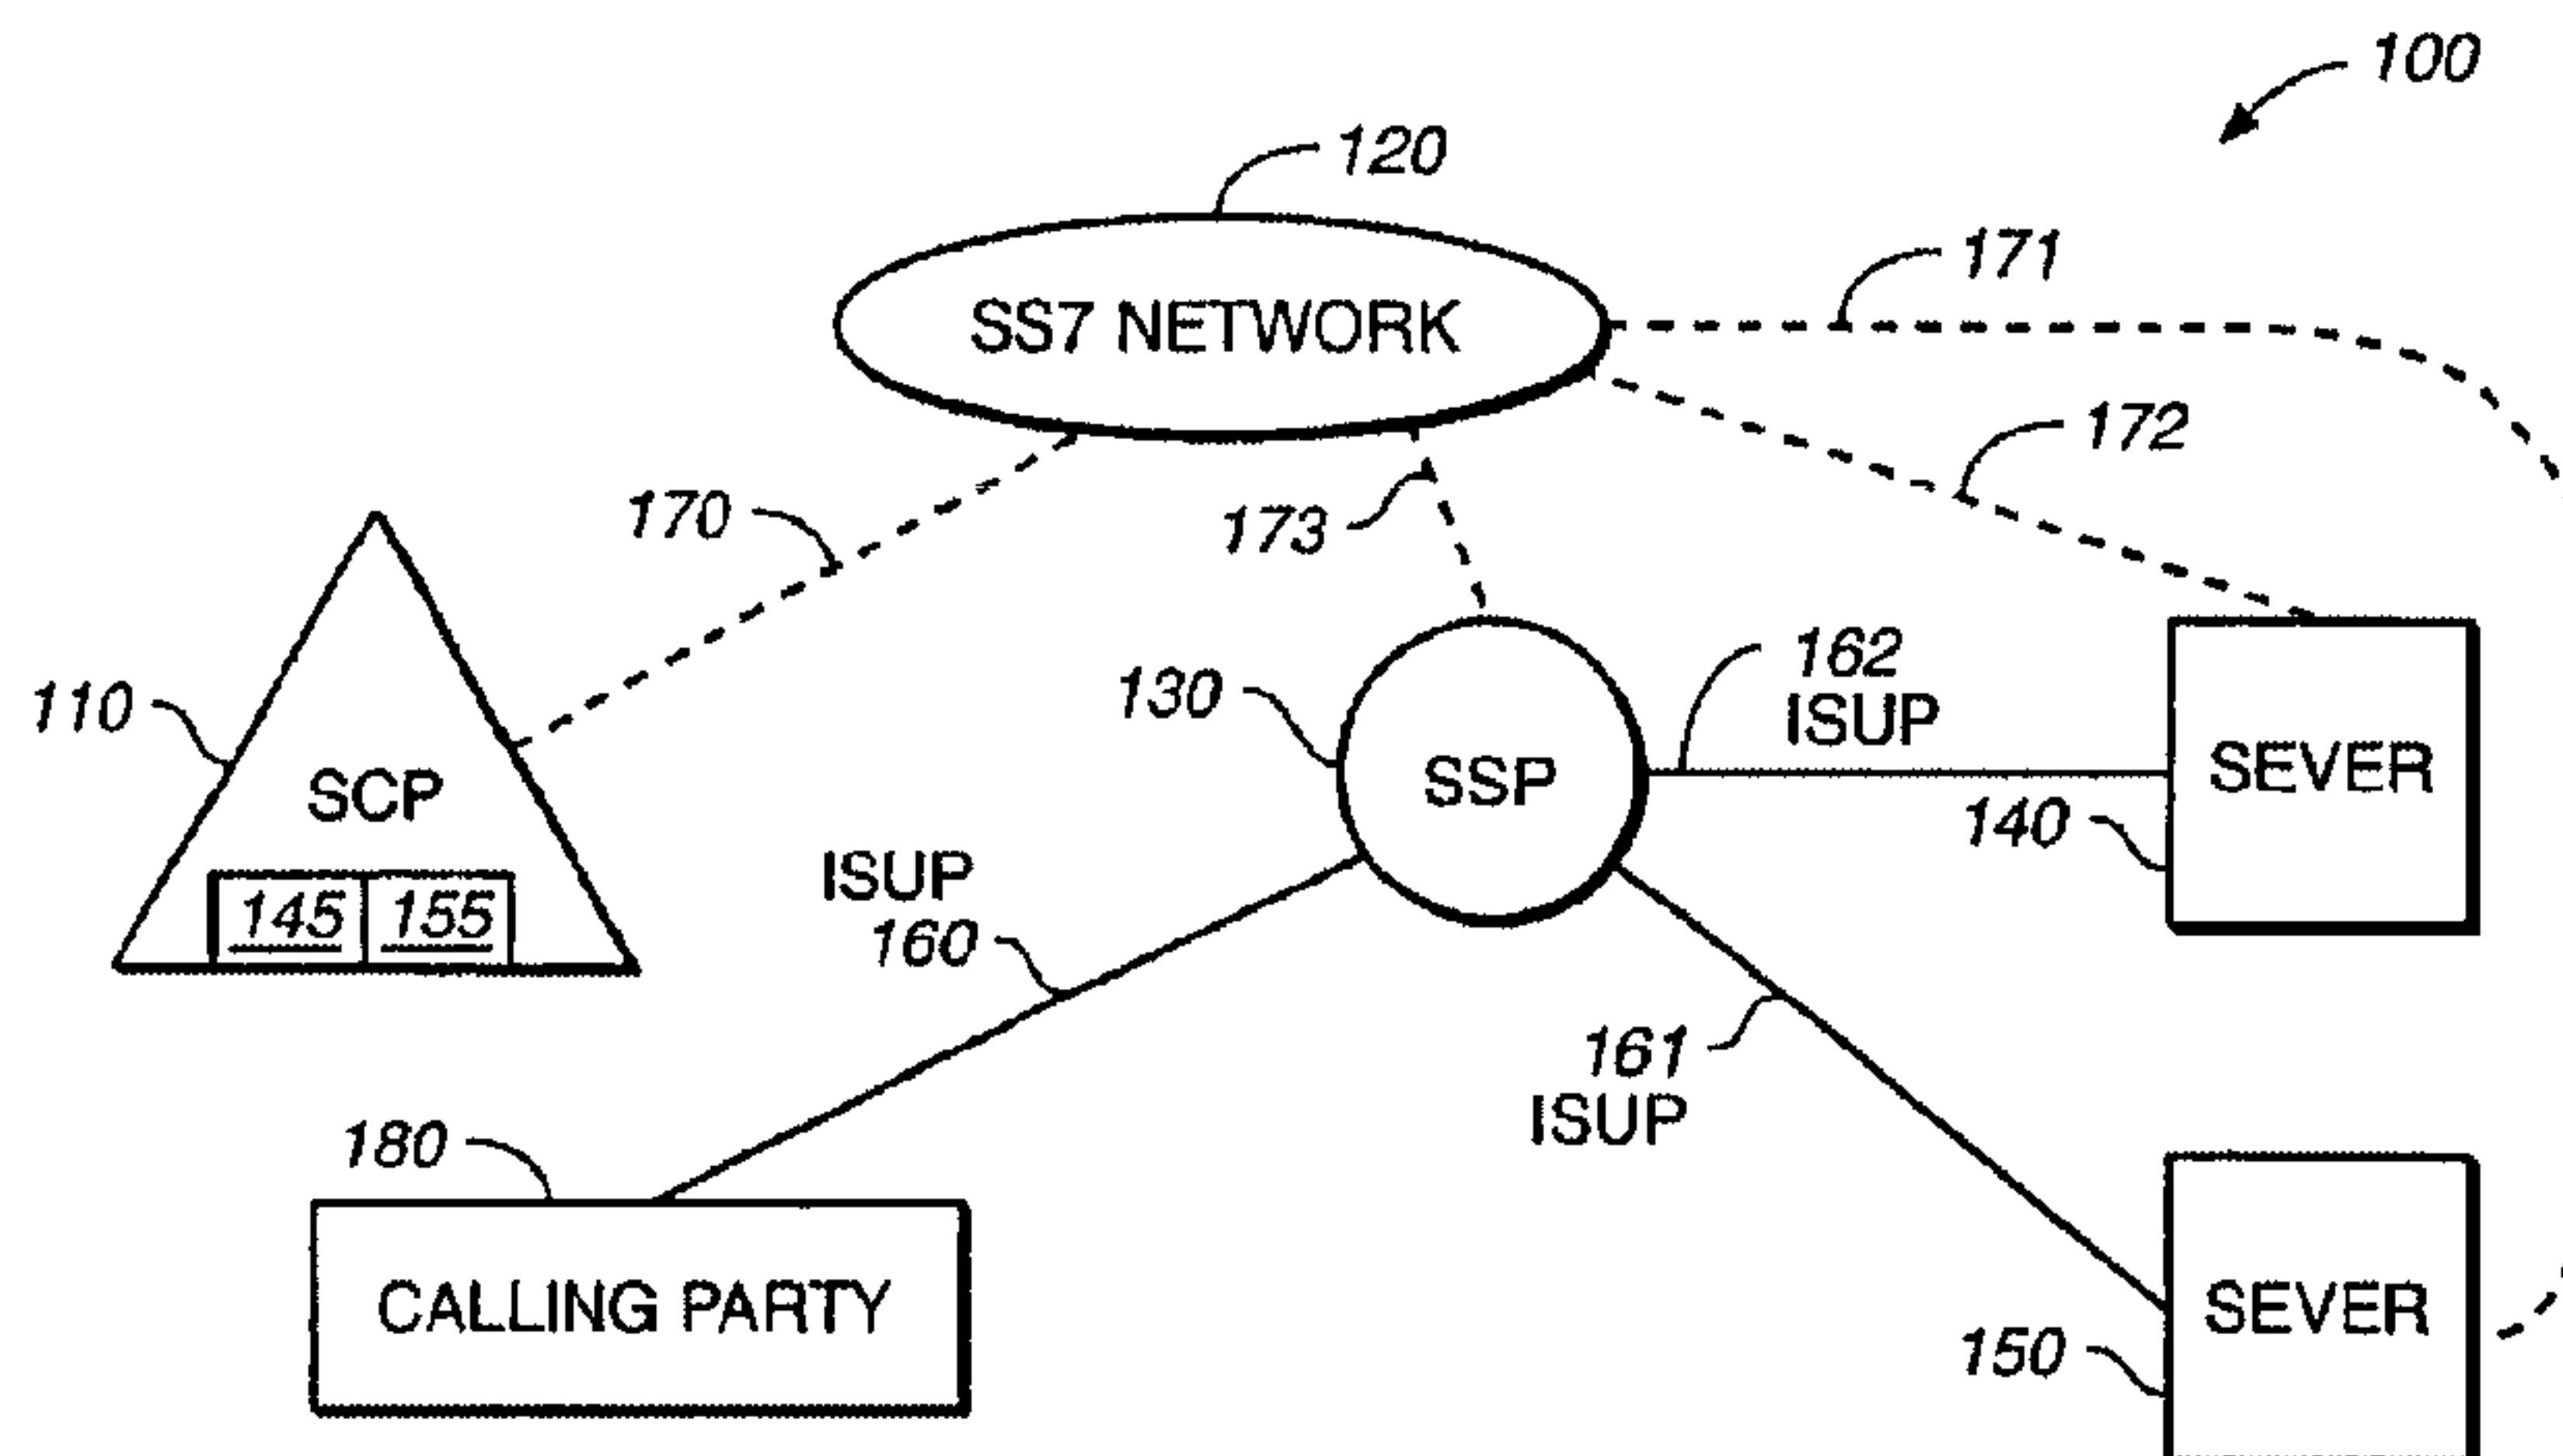 100
120
SS7 NETWORK
171
172
170
173
110
SCP
145 155
130
SSP
162
ISUP
140
SEVER
ISUP
160
161
ISUP
180
CALLING PARTY
150
SEVER